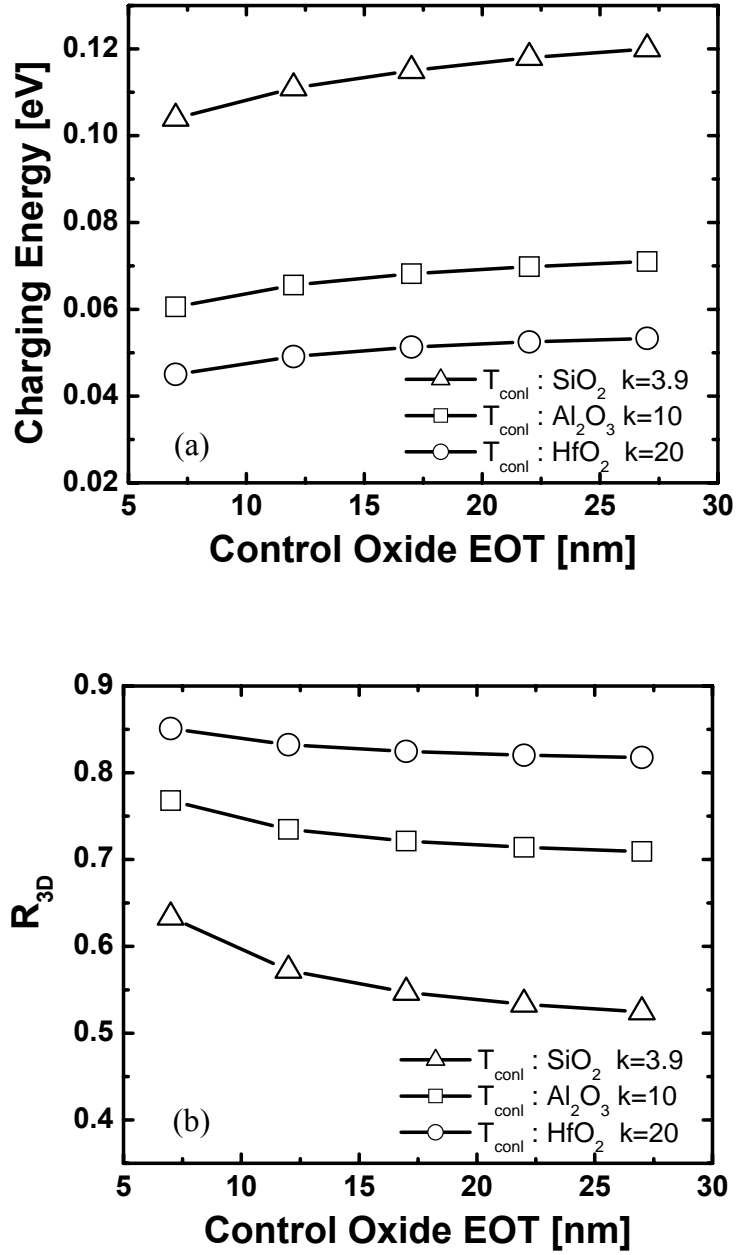 0.12
0.10
0.08
0.06
0.04
0.02
Charging Energy [eV]
T_conl : SiO₂ k=3.9
T_conl : Al₂O₃ k=10
T_conl : HfO₂ k=20
(a)
5 10 15 20 25 30
Control Oxide EOT [nm]
0.9
0.8
0.7
0.6
0.5
0.4
R_3D
T_conl : SiO₂ k=3.9
T_conl : Al₂O₃ k=10
T_conl : HfO₂ k=20
(b)
5 10 15 20 25 30
Control Oxide EOT [nm]